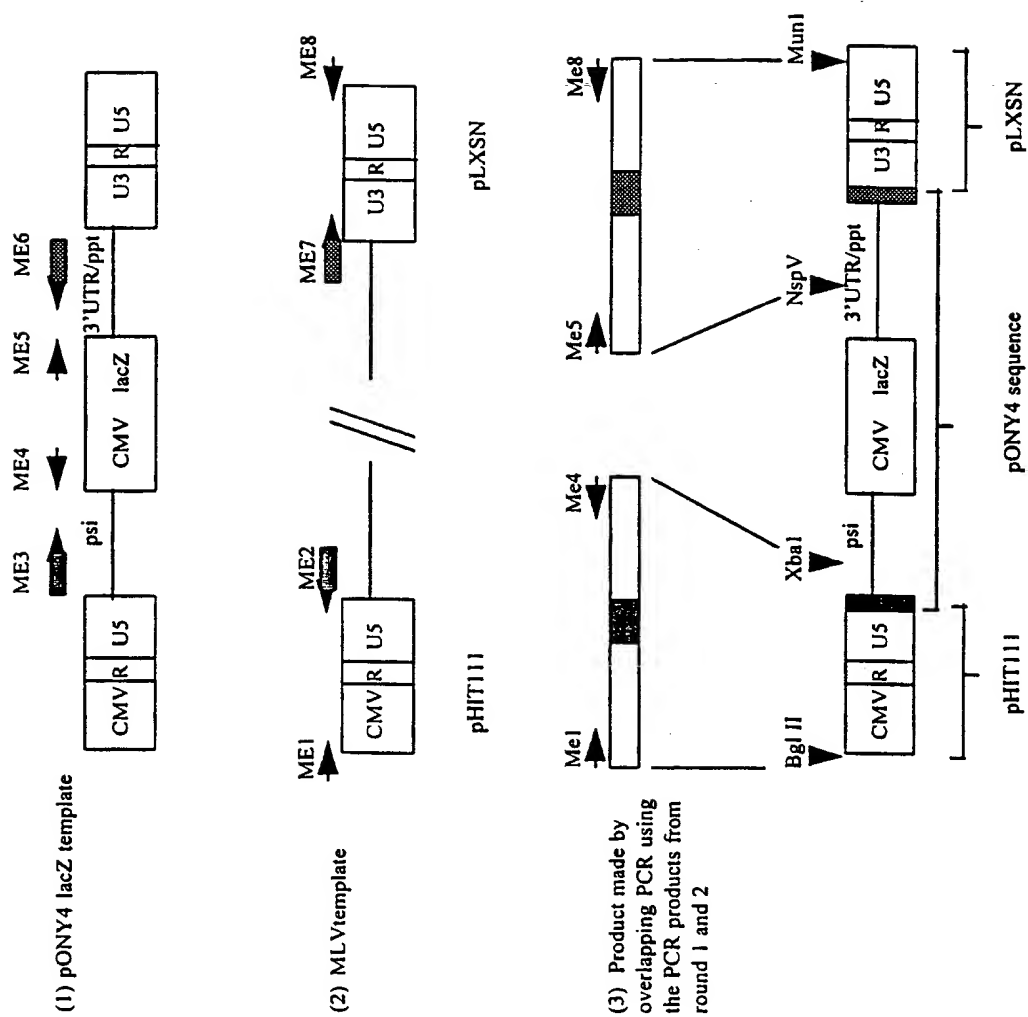 (1) pONY4 lacZ template
ME3
ME4
ME5
ME6
CMV R U5
psi
CMV lacZ
3'UTR/ppt
U3 R U5
(2) MLVtemplate
ME1
ME2
ME7
ME8
CMV R U5
U3 R U5
pHIT111
pLXSN
(3) Product made by
overlapping PCR using
the PCR products from
round 1 and 2
Me1
Me4
Me5
Me8
Bgl II
Xba1
NspV
Mun1
CMV R U5
psi
CMV lacZ
3'UTR/ppt
U3 R U5
pHIT111
pONY4 sequence
pLXSN